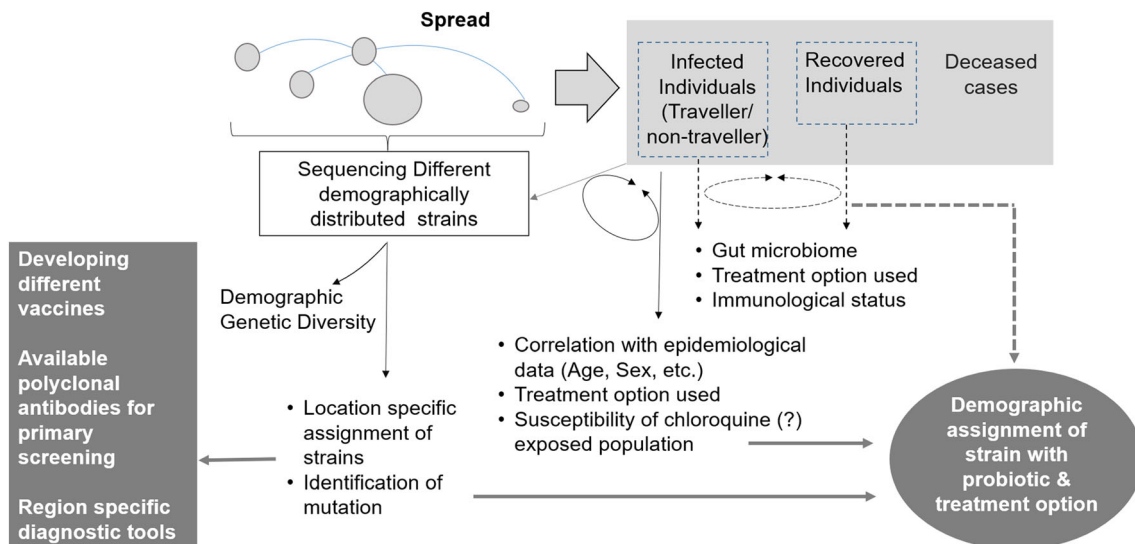 Spread
Infected
Individuals
(Traveller/
non-traveller)
Recovered
Individuals
Deceased
cases
Sequencing Different
demographically
distributed strains
• Gut microbiome
• Treatment option used
• Immunological status
Developing
different
vaccines
Available
polyclonal
antibodies for
primary
screening
Region specific
diagnostic tools
Demographic
Genetic Diversity
• Correlation with epidemiological
data (Age, Sex, etc.)
• Treatment option used
• Susceptibility of chloroquine (?)
exposed population
• Location specific
assignment of
strains
• Identification of
mutation
Demographic
assignment of
strain with
probiotic &
treatment option